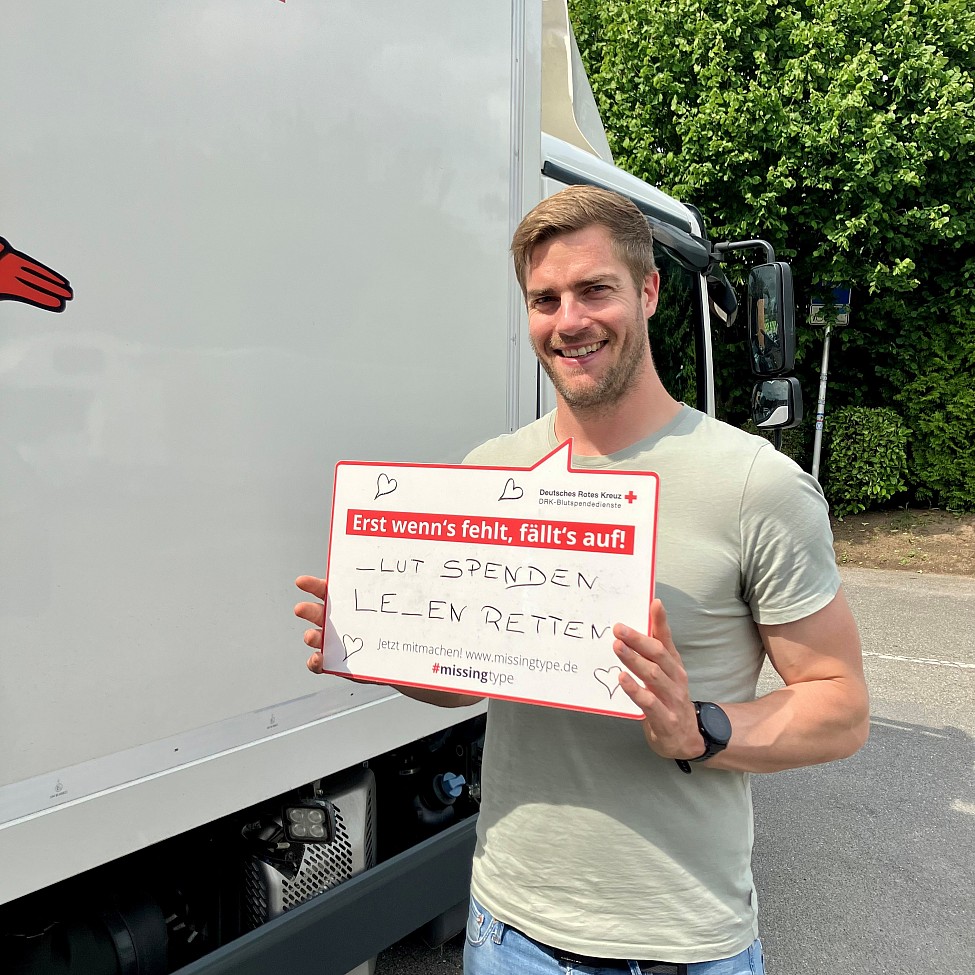 Deutsches Rotes Kreuz
DRK-Blutspendedienste
Erst wenn's fehlt, fällt's auf!
_LUT SPENDEN
LE_EN RETTEN
Jetzt mitmachen! www.missingtype.de
#missingtype